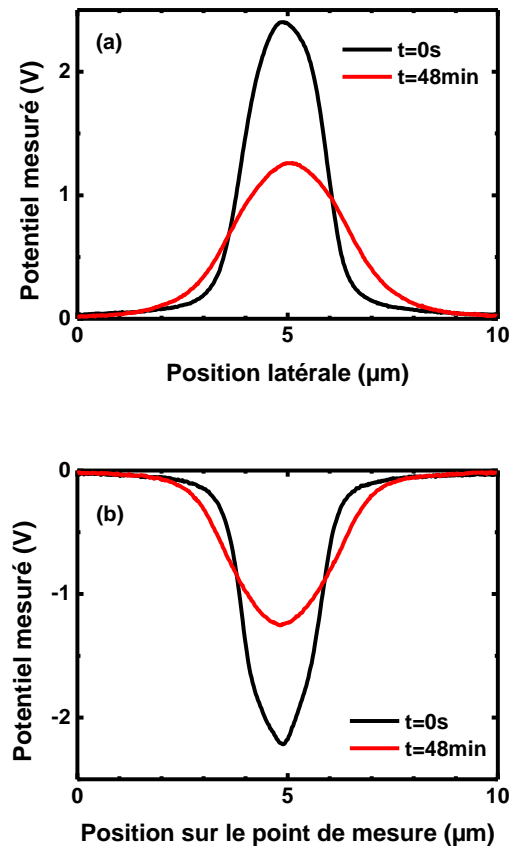 (a)
t=0s
t=48min
Potentiel mesuré (V)
2
1
0
0
5
10
Position latérale (µm)
(b)
t=0s
t=48min
Potentiel mesuré (V)
0
-1
-2
0
5
10
Position sur le point de mesure (µm)